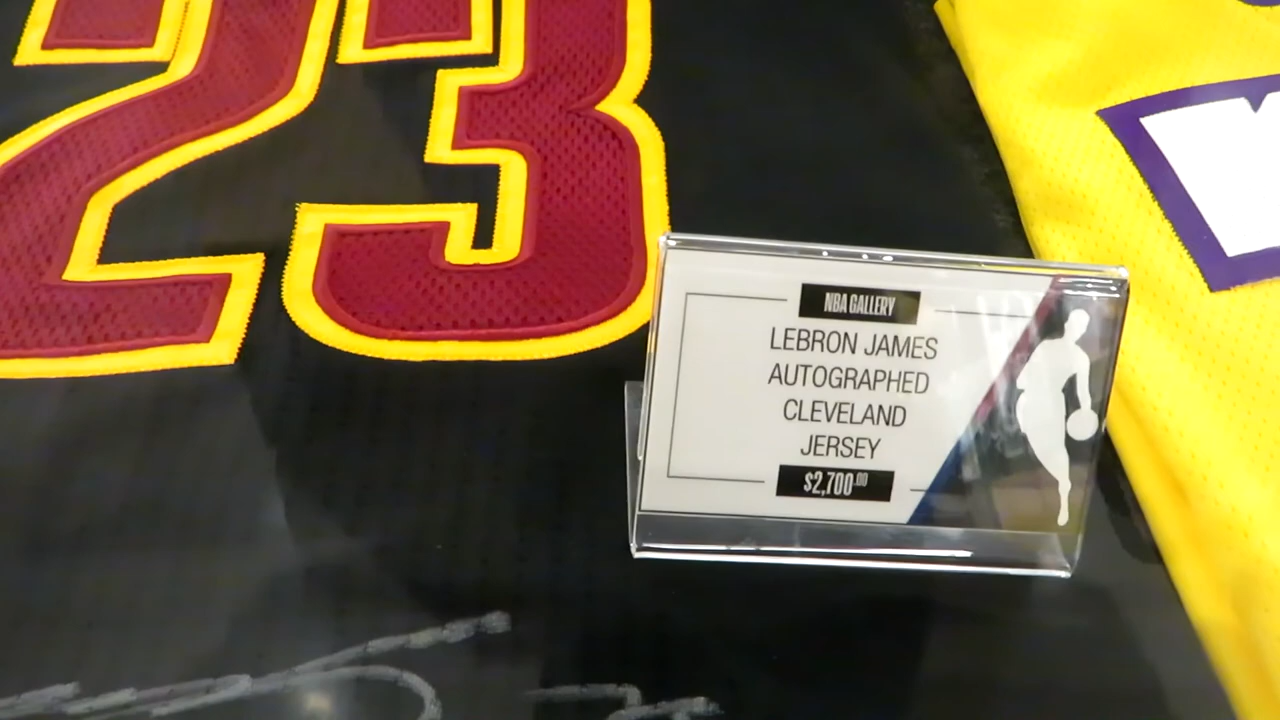 23
NBA GALLERY
LEBRON JAMES
AUTOGRAPHED
CLEVELAND
JERSEY
$2,700.00